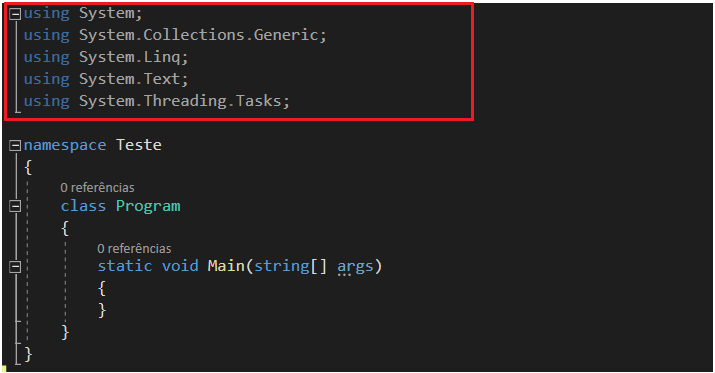 using System;
using System.Collections.Generic;
using System.Linq;
using System.Text;
using System.Threading.Tasks;
namespace Teste
{
0 referências
class Program
{
0 referências
static void Main(string[] args)
{
}
}
}